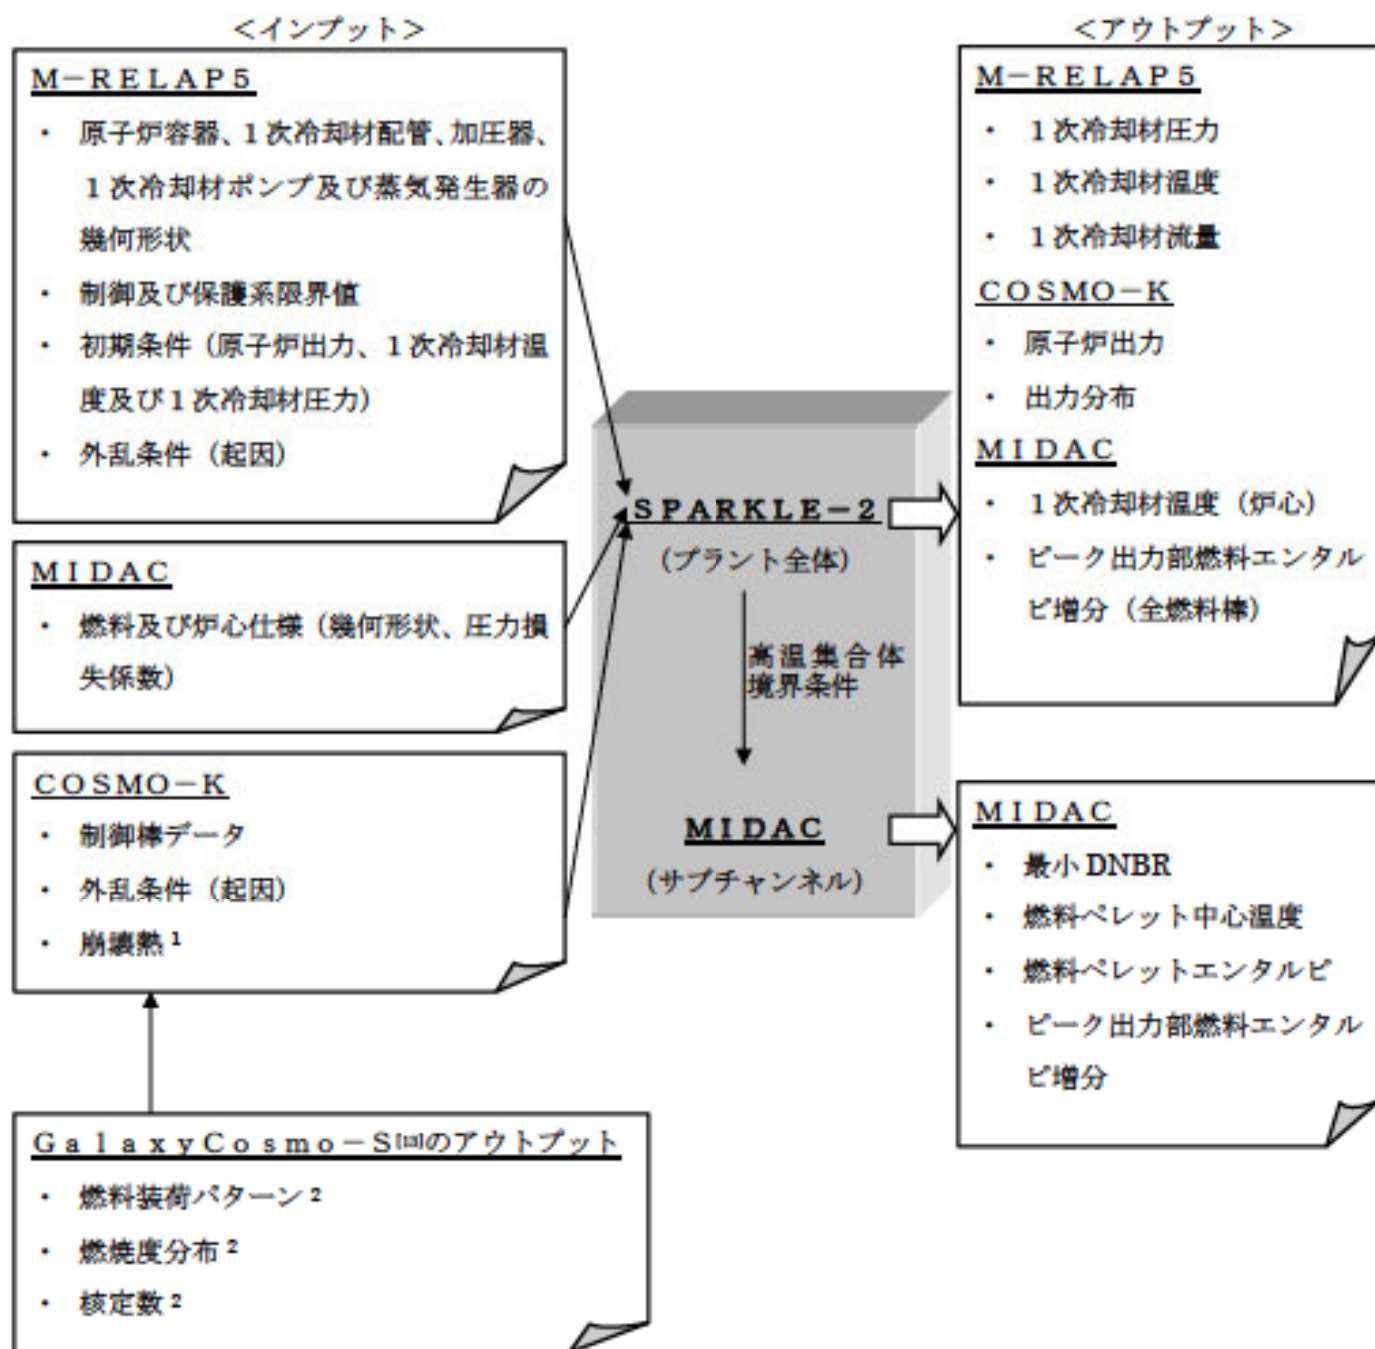 ＜インプット＞
M－RELAP5
・ 原子炉容器、1次冷却材配管、加圧器、
1次冷却材ポンプ及び蒸気発生器の
幾何形状
・ 制御及び保護系限界値
・ 初期条件（原子炉出力、1次冷却材温
度及び1次冷却材圧力）
・ 外乱条件（起因）
MIDAC
・ 燃料及び炉心仕様（幾何形状、圧力損
失係数）
COSMO－K
・ 制御棒データ
・ 外乱条件（起因）
・ 崩壊熱1
GalaxyCosmo－S[13]のアウトプット
・ 燃料装荷パターン2
・ 燃焼度分布2
・ 核定数2
SPARKLE－2
（プラント全体）
高温集合体
境界条件
MIDAC
（サブチャンネル）
＜アウトプット＞
M－RELAP5
・ 1次冷却材圧力
・ 1次冷却材温度
・ 1次冷却材流量
COSMO－K
・ 原子炉出力
・ 出力分布
MIDAC
・ 1次冷却材温度（炉心）
・ ピーク出力部燃料エンタル
ピ増分（全燃料棒）
MIDAC
・ 最小DNBR
・ 燃料ペレット中心温度
・ 燃料ペレットエンタルピ
・ ピーク出力部燃料エンタル
ピ増分